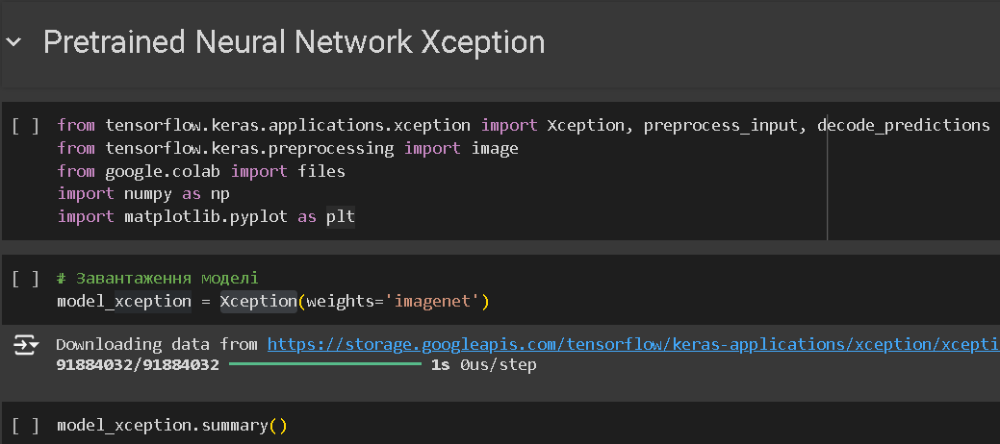 Pretrained Neural Network Xception
[ ] from tensorflow.keras.applications.xception import Xception, preprocess_input, decode_predictions
from tensorflow.keras.preprocessing import image
from google.colab import files
import numpy as np
import matplotlib.pyplot as plt
[ ] # Завантаження моделі
model_xception = Xception(weights='imagenet')
Downloading data from https://storage.googleapis.com/tensorflow/keras-applications/xception/xcepti
91884032/91884032 1s 0us/step
[ ] model_xception.summary()